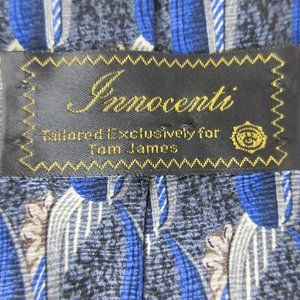 Innocenti
Tailored Exclusively for
Tom James